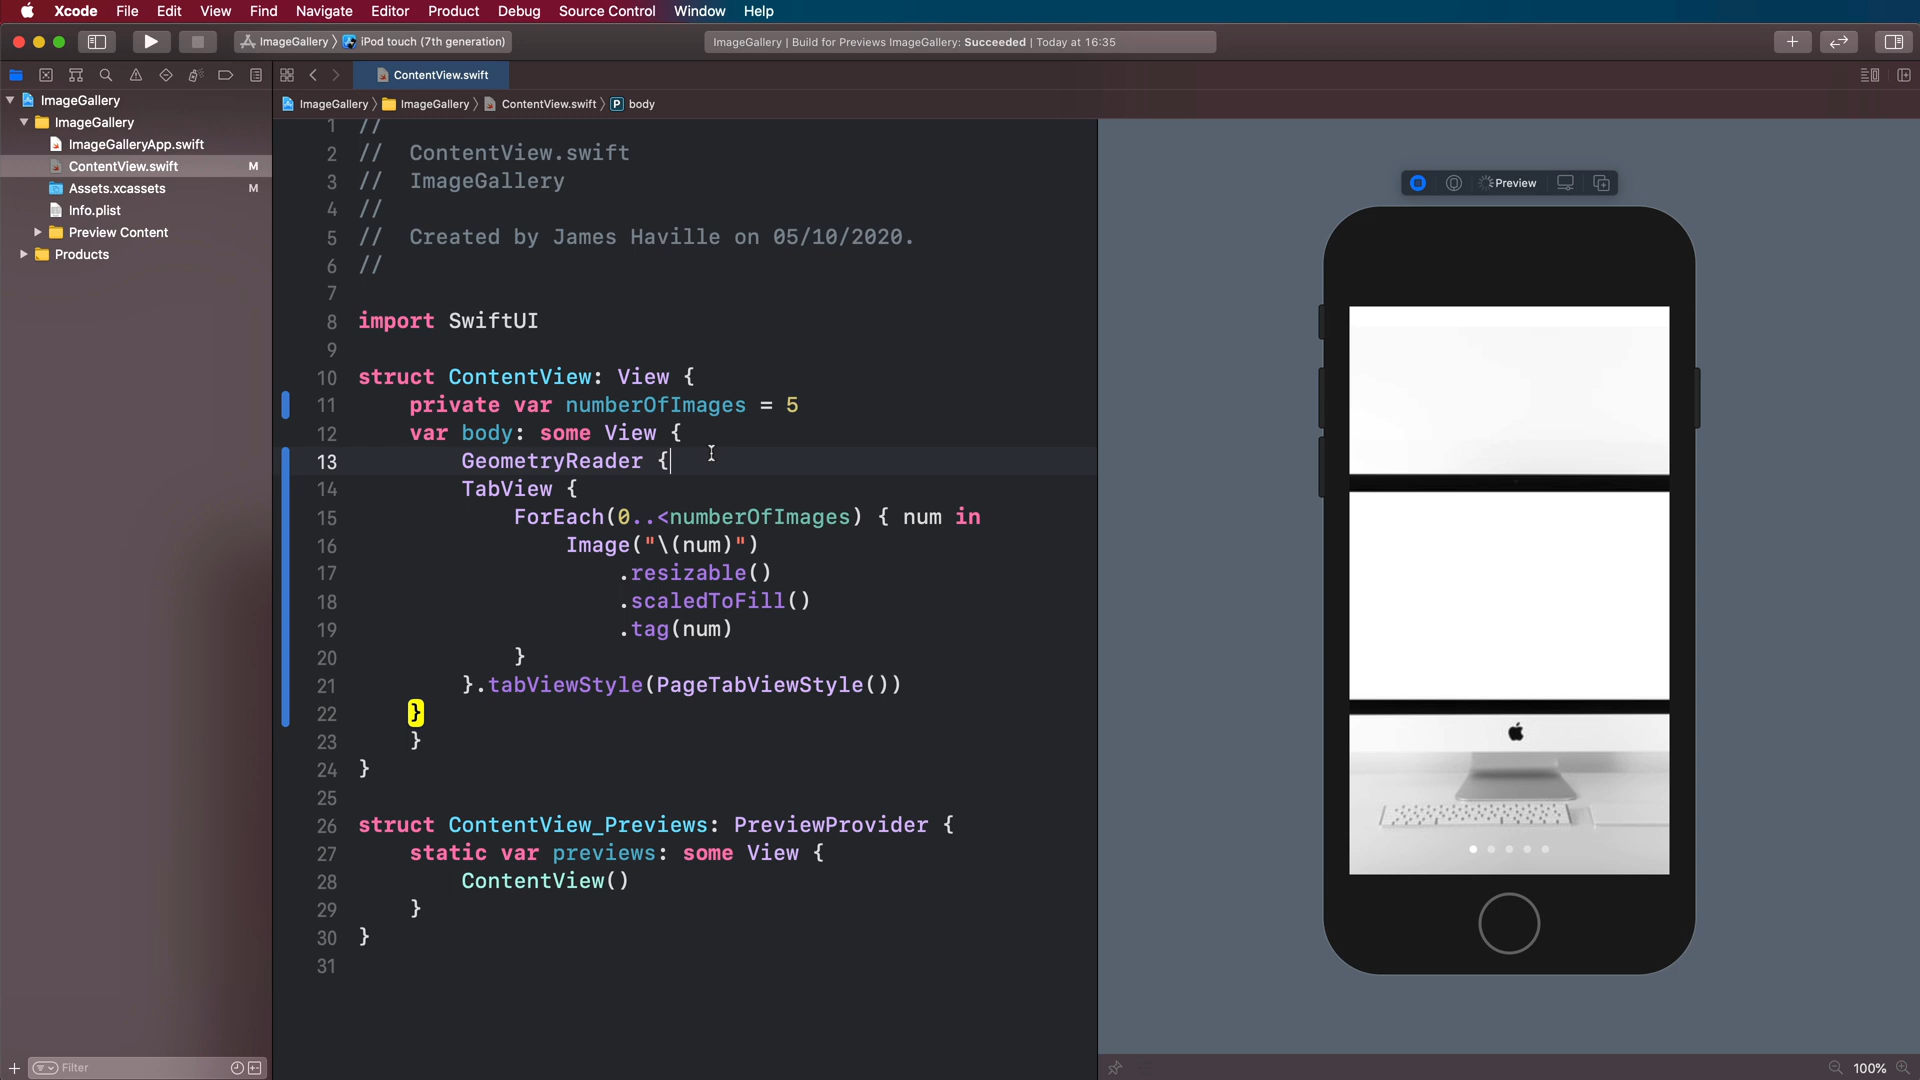 Xcode File Edit View Find Navigate Editor Product Debug Source Control Window Help
ImageGallery 〉 iPod touch (7th generation)
ImageGallery | Build for Previews ImageGallery: Succeeded | Today at 16:35
ContentView.swift
ImageGallery 〉 ImageGallery 〉 ContentView.swift 〉 P body
ImageGallery
ImageGallery
ImageGalleryApp.swift
ContentView.swift M
Assets.xcassets M
Info.plist
Preview Content
Products
1 //
2 //  ContentView.swift
3 //  ImageGallery
4 //
5 //  Created by James Haville on 05/10/2020.
6 //
7
8 import SwiftUI
9
10 struct ContentView: View {
11     private var numberOfImages = 5
12     var body: some View {
13         GeometryReader {
14         TabView {
15             ForEach(0..<numberOfImages) { num in
16                 Image("\(num)")
17                     .resizable()
18                     .scaledToFill()
19                     .tag(num)
20             }
21         }.tabViewStyle(PageTabViewStyle())
22     }
23     }
24 }
25
26 struct ContentView_Previews: PreviewProvider {
27     static var previews: some View {
28         ContentView()
29     }
30 }
31
Preview
Filter
100%